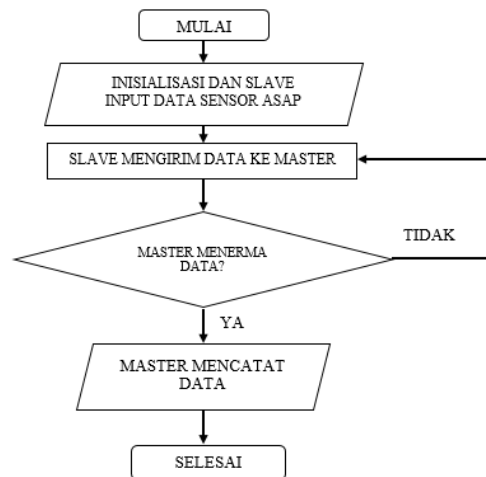 MULAI
INISIALISASI DAN SLAVE
INPUT DATA SENSOR ASAP
SLAVE MENGIRIM DATA KE MASTER
MASTER MENERMA
DATA?
TIDAK
YA
MASTER MENCATAT
DATA
SELESAI